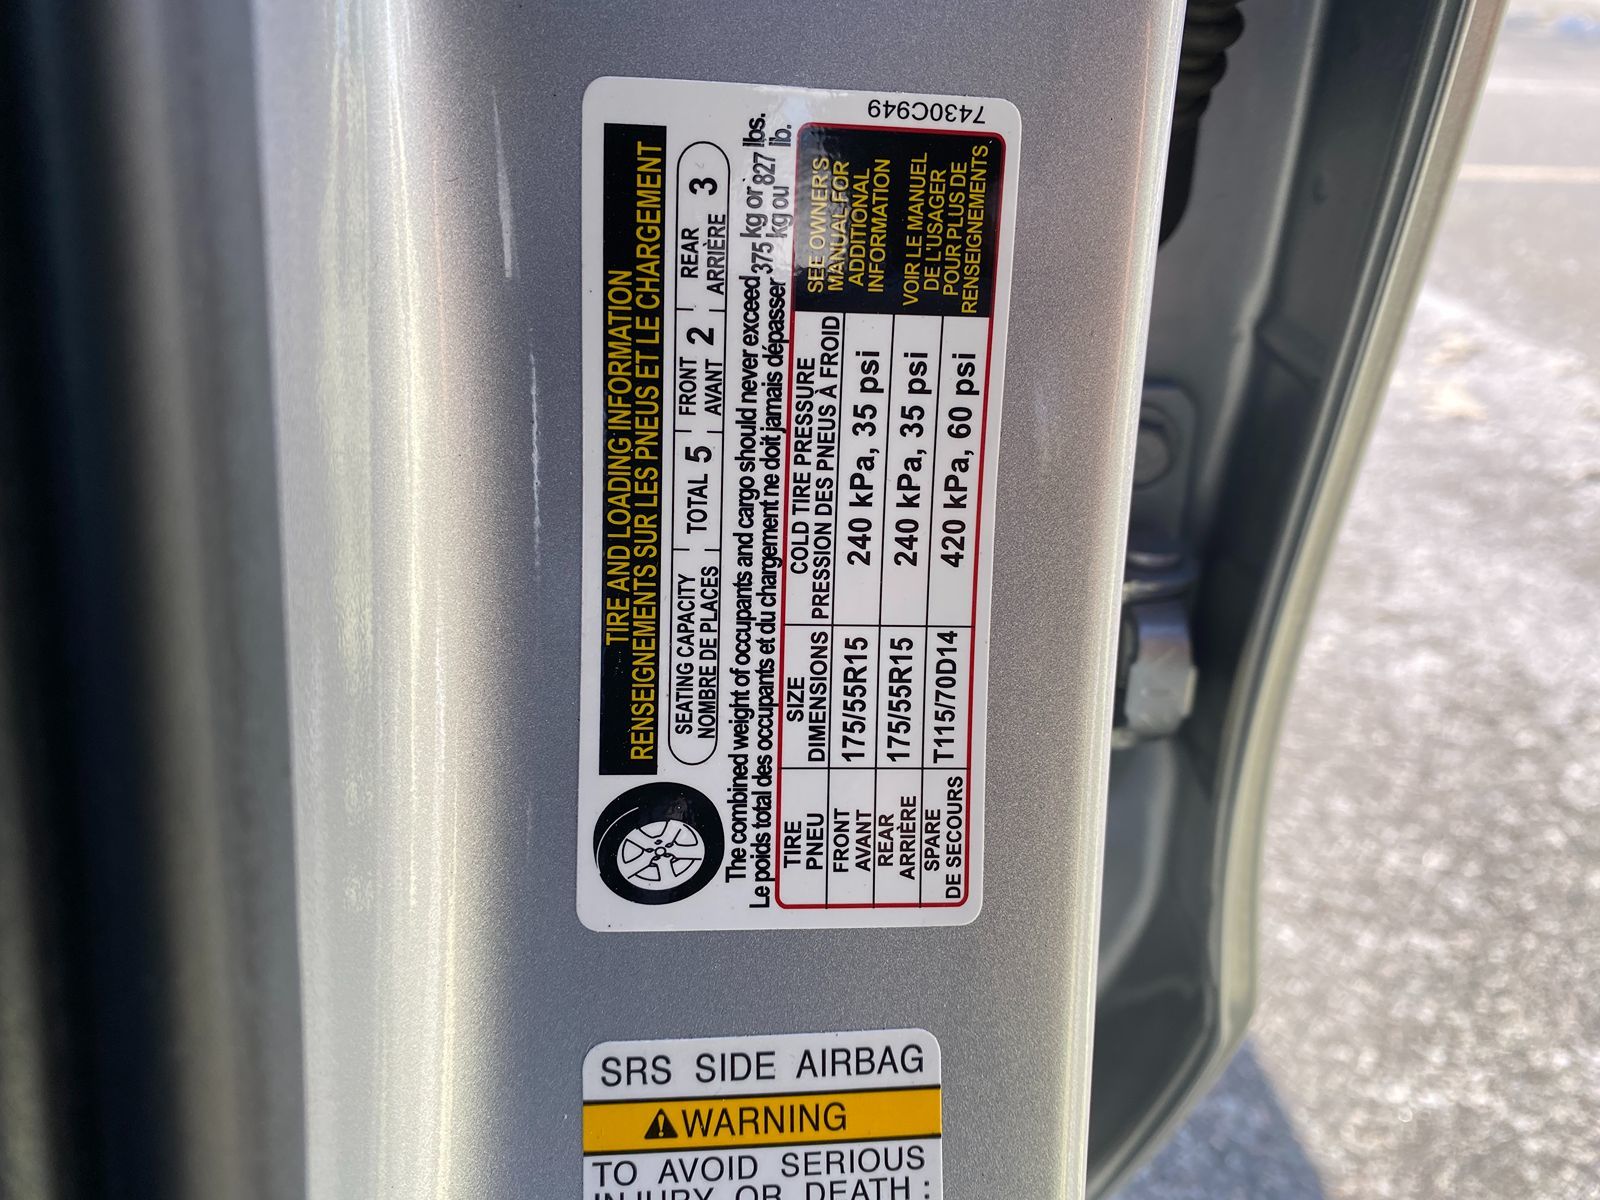 7430C949
TIRE AND LOADING INFORMATION
RENSEIGNEMENTS SUR LES PNEUS ET LE CHARGEMENT
SEATING CAPACITY TOTAL 5 FRONT 2 REAR 3
NOMBRE DE PLACES AVANT ARRIÈRE
The combined weight of occupants and cargo should never exceed 375 kg or 827 lbs.
Le poids total des occupants et du chargement ne doit jamais dépasser kg ou lb.
TIRE SIZE COLD TIRE PRESSURE
PNEU DIMENSIONS PRESSION DES PNEUS À FROID
FRONT 175/55R15 240 kPa, 35 psi
AVANT
REAR 175/55R15 240 kPa, 35 psi
ARRIÈRE
SPARE T115/70D14 420 kPa, 60 psi
DE SECOURS
SEE OWNER'S
MANUAL FOR
ADDITIONAL
INFORMATION
VOIR LE MANUEL
DE L'USAGER
POUR PLUS DE
RENSEIGNEMENTS
SRS SIDE AIRBAG
WARNING
TO AVOID SERIOUS
INJURY OR DEATH: